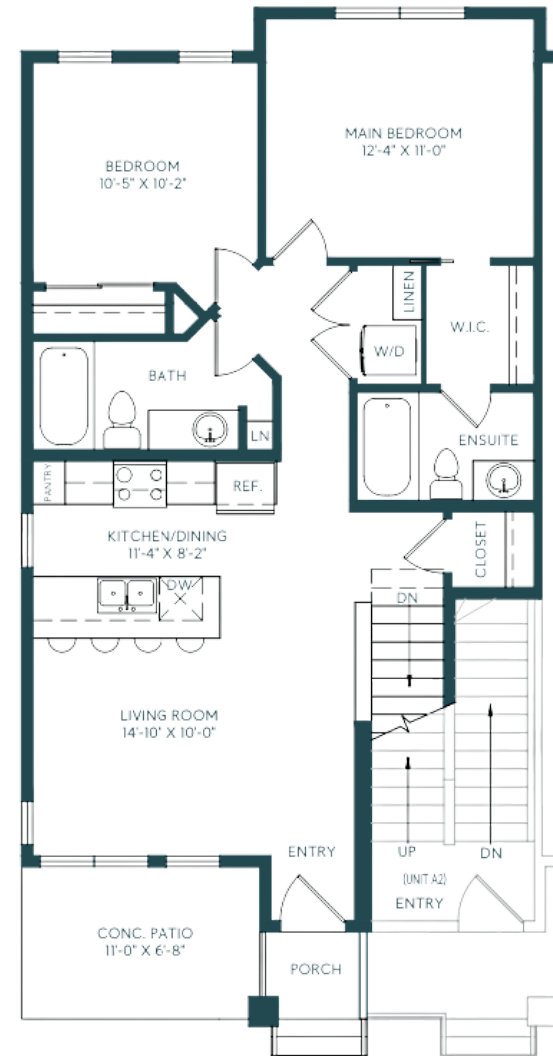 MAIN BEDROOM
12'-4" X 11'-0"
BEDROOM
10'-5" X 10'-2"
LINEN
W.I.C.
W/D
BATH
LN
ENSUITE
PANTRY
REF.
KITCHEN/DINING
11'-4" X 8'-2"
CLOSET
DW
DN
LIVING ROOM
14'-10" X 10'-0"
ENTRY
UP
DN
(UNIT A2)
ENTRY
CONC. PATIO
11'-0" X 6'-8"
PORCH